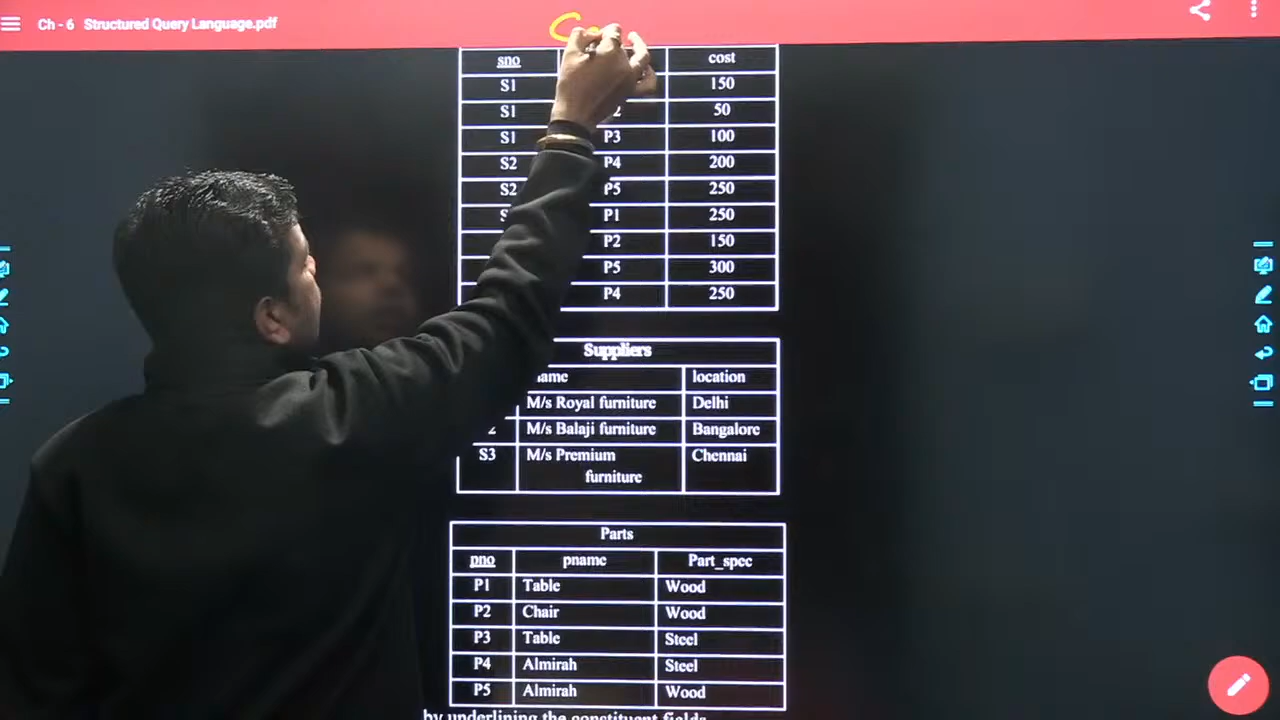 Ch - 6 Structured Query Language.pdf
sno cost
S1 150
S1 50
S1 P3 100
S2 P4 200
S2 P5 250
P1 250
P2 150
P5 300
P4 250
Suppliers
location
M/s Royal furniture Delhi
M/s Balaji furniture Bangalore
S3 M/s Premium Chennai
furniture
Parts
pno pname Part_spec
P1 Table Wood
P2 Chair Wood
P3 Table Steel
P4 Almirah Steel
P5 Almirah Wood
by underlining the constituent fields